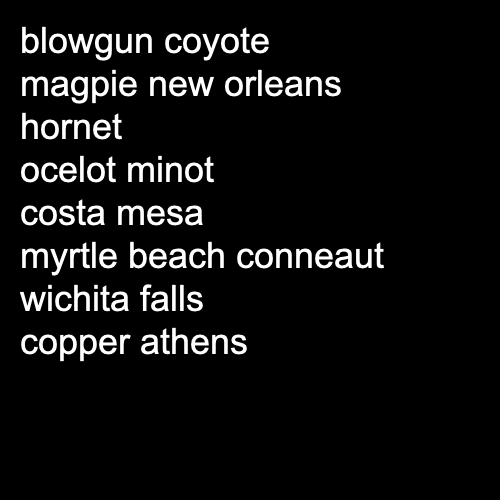 blowgun coyote
magpie new orleans
hornet
ocelot minot
costa mesa
myrtle beach conneaut
wichita falls
copper athens